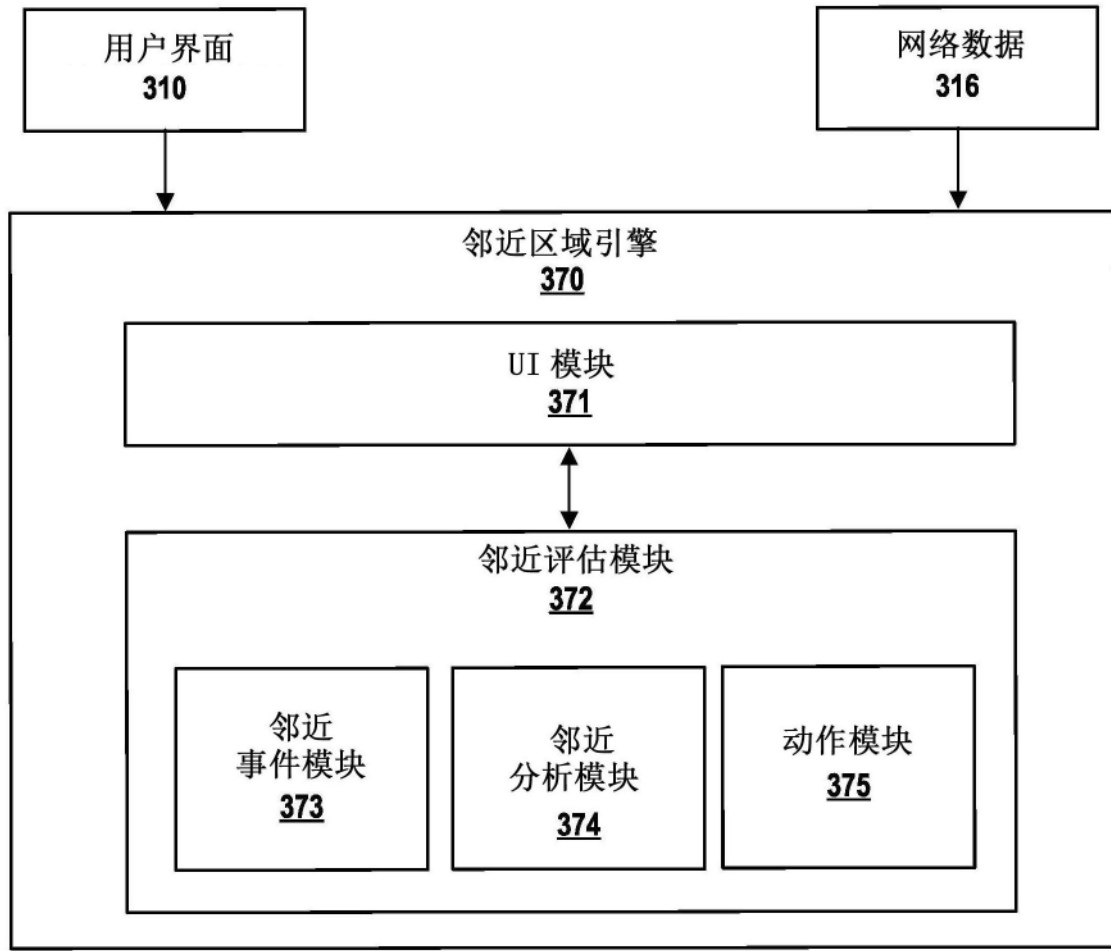 用户界面
310
网络数据
316
邻近区域引擎
370
UI 模块
371
邻近评估模块
372
邻近
事件模块
373
邻近
分析模块
374
动作模块
375